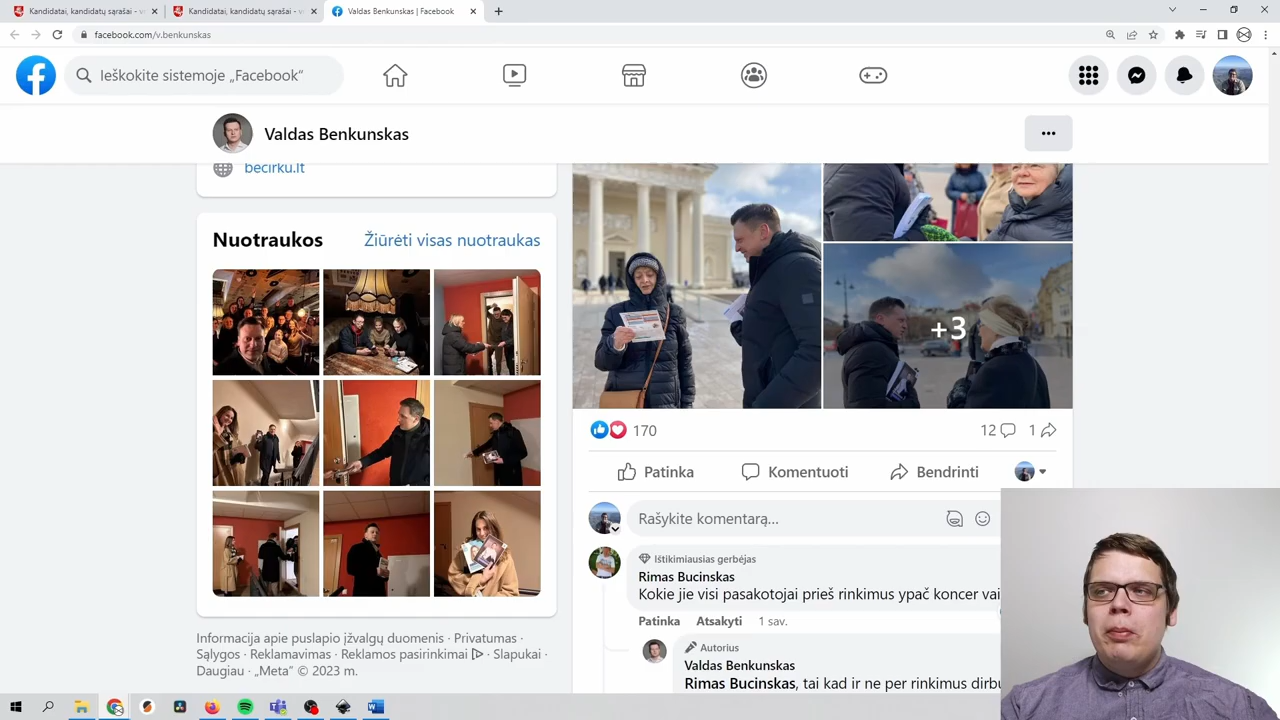 Kandidatai, kandidatų sąrašai - vr
Kandidatai, kandidatų sąrašai - vr
Valdas Benkunskas | Facebook
facebook.com/v.benkunskas
Ieškokite sistemoje „Facebook“
Valdas Benkunskas
becirku.lt
Nuotraukos
Žiūrėti visas nuotraukas
+3
170
12
1
Patinka
Komentuoti
Bendrinti
Rašykite komentarą...
Ištikimiausias gerbėjas
Rimas Bucinskas
Kokie jie visi pasakotojai prieš rinkimus ypač koncer vai
Patinka Atsakyti 1 sav.
Autorius
Valdas Benkunskas
Rimas Bucinskas, tai kad ir ne per rinkimus dirbu
Informacija apie puslapio įžvalgų duomenis · Privatumas ·
Sąlygos · Reklamavimas · Reklamos pasirinkimai · Slapukai ·
Daugiau · „Meta“ © 2023 m.